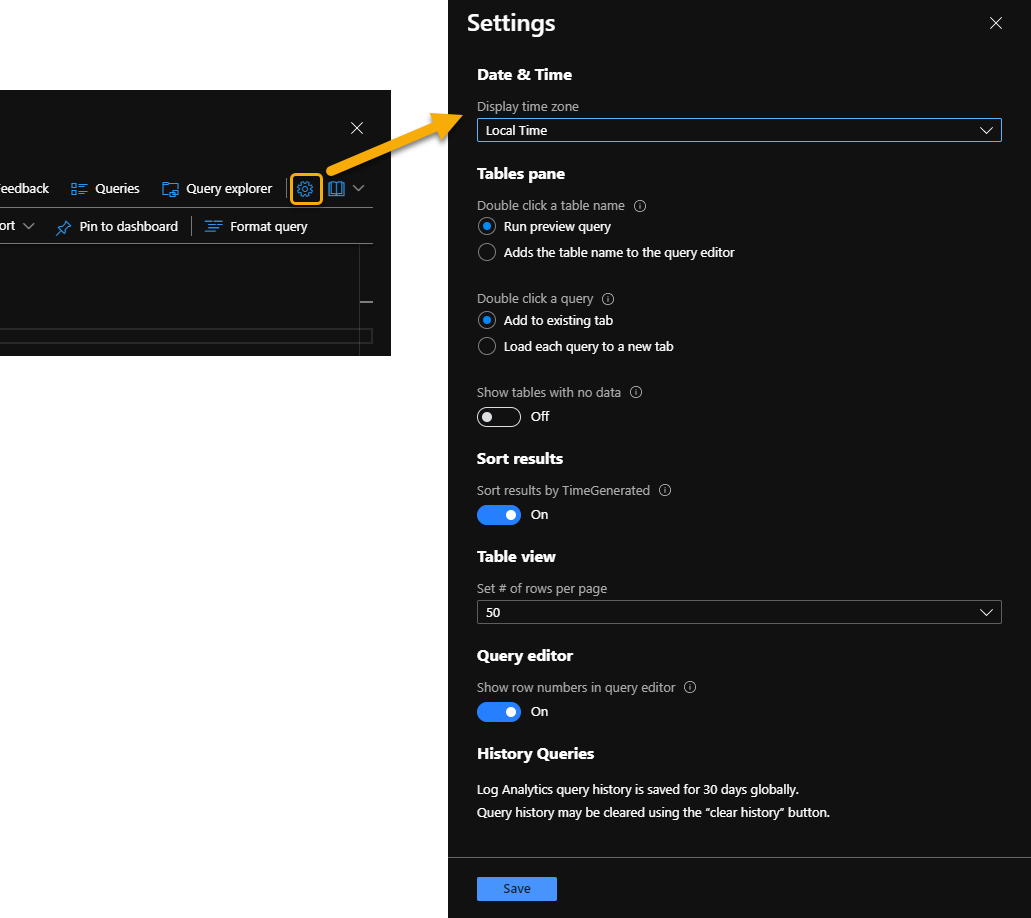 eedback Queries Query explorer
ort Pin to dashboard Format query
Settings
Date & Time
Display time zone
Local Time
Tables pane
Double click a table name
Run preview query
Adds the table name to the query editor
Double click a query
Add to existing tab
Load each query to a new tab
Show tables with no data
Off
Sort results
Sort results by TimeGenerated
On
Table view
Set # of rows per page
50
Query editor
Show row numbers in query editor
On
History Queries
Log Analytics query history is saved for 30 days globally.
Query history may be cleared using the “clear history” button.
Save